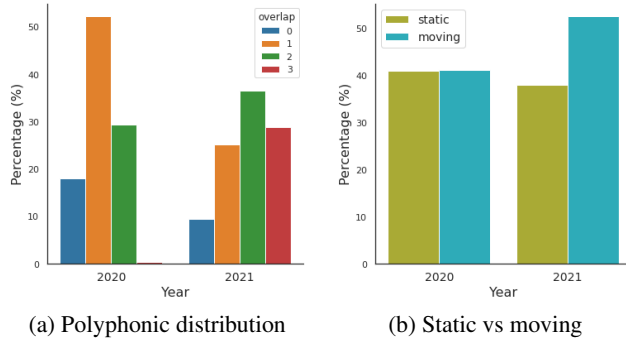 overlap
0
1
2
3
Percentage (%)
50
40
30
20
10
0
2020
2021
Year
(a) Polyphonic distribution
static
moving
Percentage (%)
50
40
30
20
10
0
2020
2021
Year
(b) Static vs moving